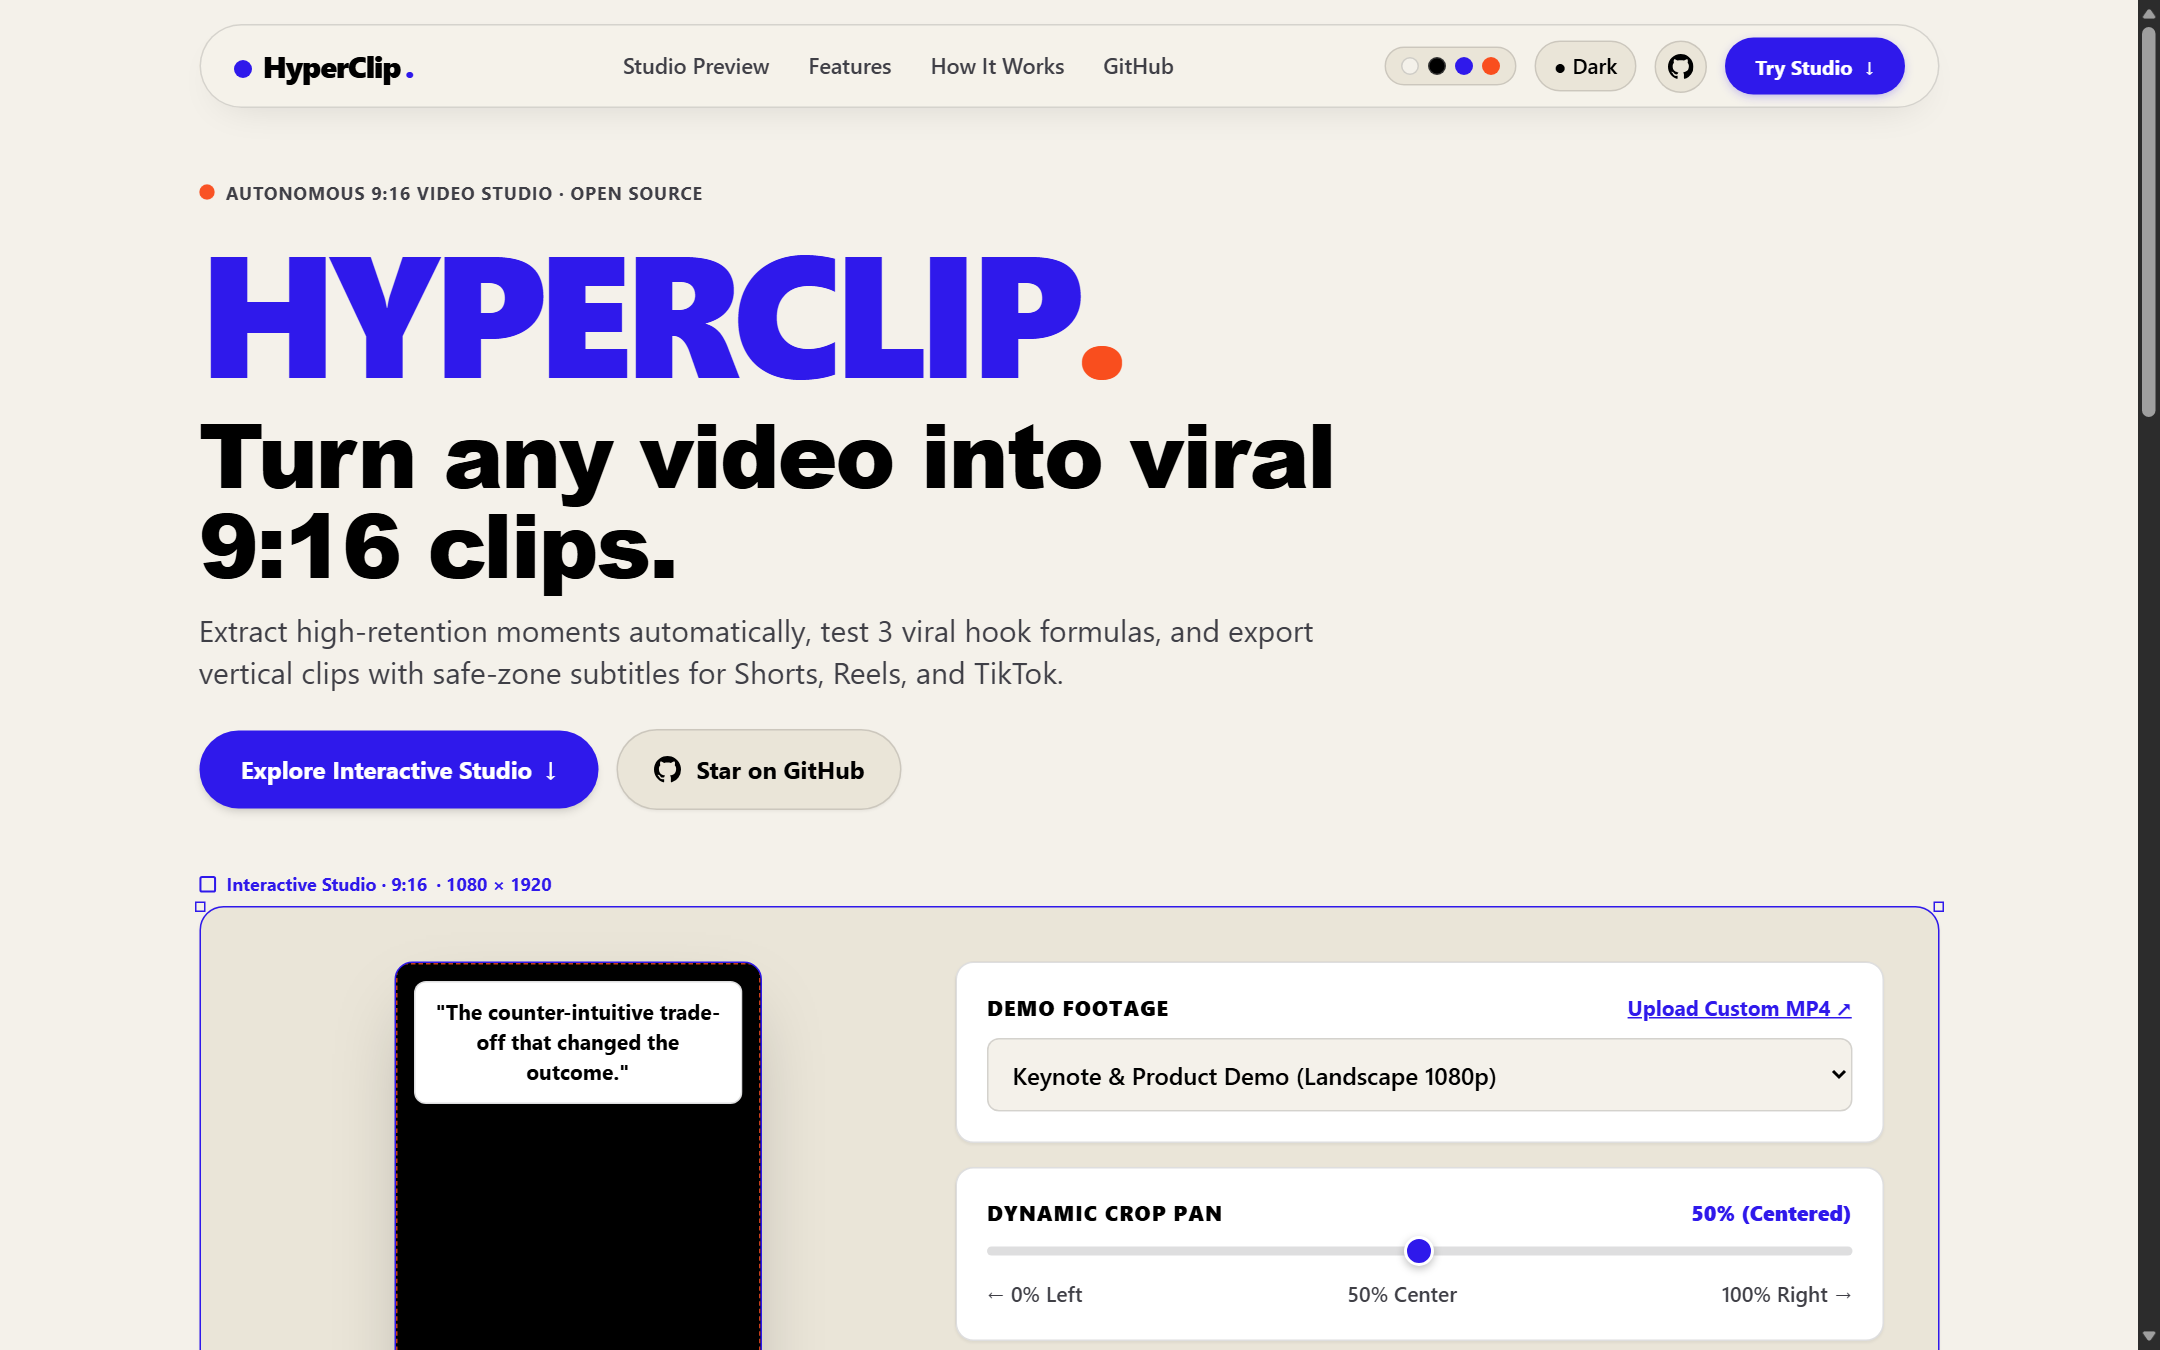 HyperClip.
Studio Preview Features How It Works GitHub
Dark
Try Studio ↓
AUTONOMOUS 9:16 VIDEO STUDIO · OPEN SOURCE
HYPERCLIP.
Turn any video into viral
9:16 clips.
Extract high-retention moments automatically, test 3 viral hook formulas, and export
vertical clips with safe-zone subtitles for Shorts, Reels, and TikTok.
Explore Interactive Studio ↓
Star on GitHub
Interactive Studio · 9:16 · 1080 × 1920
"The counter-intuitive trade-
off that changed the
outcome."
DEMO FOOTAGE
Upload Custom MP4 ↗
Keynote & Product Demo (Landscape 1080p)
DYNAMIC CROP PAN
50% (Centered)
← 0% Left
50% Center
100% Right →